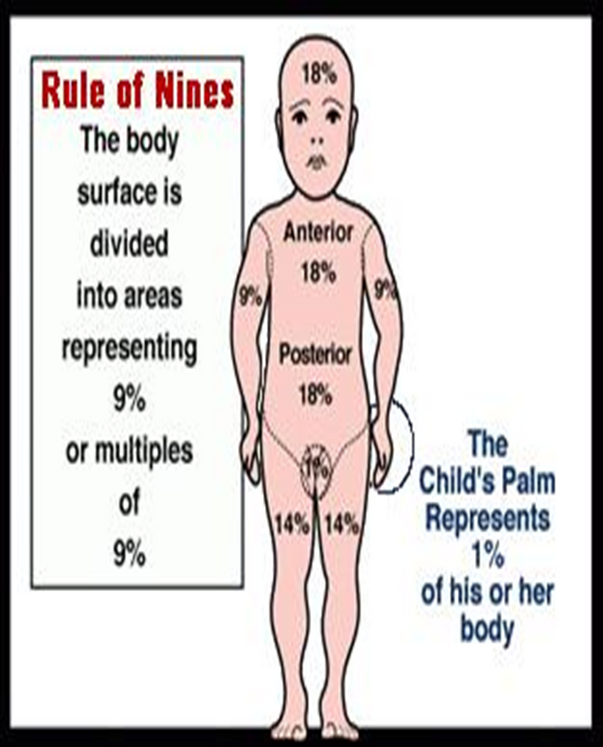 Rule of Nines
The body
surface is
divided
into areas
representing
9%
or multiples
of
9%
18%
Anterior
18%
9%
9%
Posterior
18%
1%
14%
14%
The
Child's Palm
Represents
1%
of his or her
body